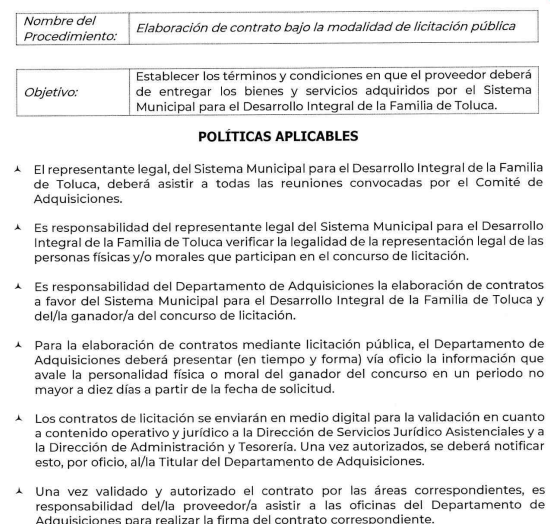 Nombre del
Procedimiento:
Elaboración de contrato bajo la modalidad de licitación pública
Objetivo:
Establecer los términos y condiciones en que el proveedor deberá
de entregar los bienes y servicios adquiridos por el Sistema
Municipal para el Desarrollo Integral de la Familia de Toluca.
POLÍTICAS APLICABLES
El representante legal, del Sistema Municipal para el Desarrollo Integral de la Familia
de Toluca, deberá asistir a todas las reuniones convocadas por el Comité de
Adquisiciones.
Es responsabilidad del representante legal del Sistema Municipal para el Desarrollo
Integral de la Familia de Toluca verificar la legalidad de la representación legal de las
personas físicas y/o morales que participan en el concurso de licitación.
Es responsabilidad del Departamento de Adquisiciones la elaboración de contratos
a favor del Sistema Municipal para el Desarrollo Integral de la Familia de Toluca y
del/la ganador/a del concurso de licitación.
Para la elaboración de contratos mediante licitación pública, el Departamento de
Adquisiciones deberá presentar (en tiempo y forma) vía oficio la información que
avale la personalidad física o moral del ganador del concurso en un periodo no
mayor a diez días a partir de la fecha de solicitud.
Los contratos de licitación se enviarán en medio digital para la validación en cuanto
a contenido operativo y jurídico a la Dirección de Servicios Jurídico Asistenciales y a
la Dirección de Administración y Tesorería. Una vez autorizados, se deberá notificar
esto, por oficio, al/la Titular del Departamento de Adquisiciones.
Una vez validado y autorizado el contrato por las áreas correspondientes, es
responsabilidad del/la proveedor/a asistir a las oficinas del Departamento de
Adquisiciones para realizar la firma del contrato correspondiente.